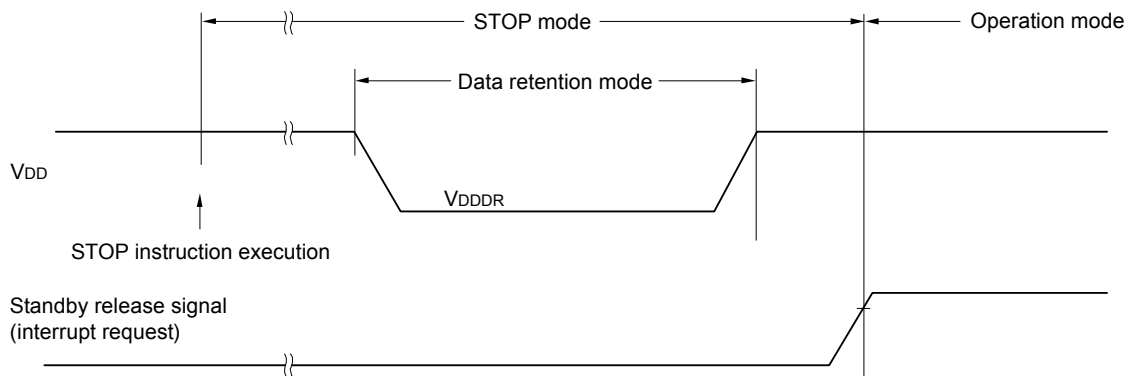 STOP mode
Operation mode
Data retention mode
VDD
VDDDR
STOP instruction execution
Standby release signal
(interrupt request)